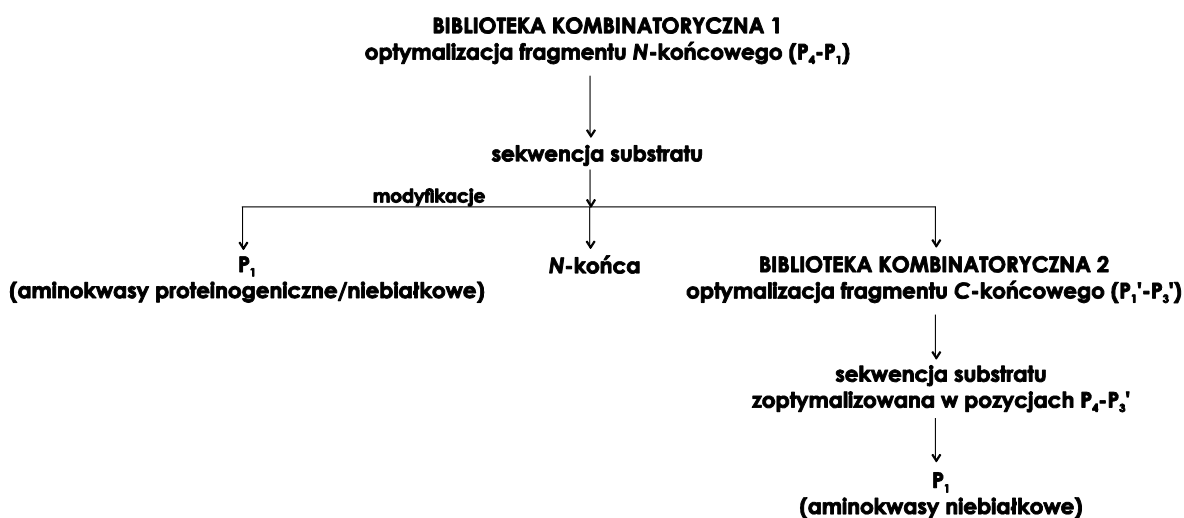 BIBLIOTEKA KOMBINATORYCZNA 1
optymalizacja fragmentu N-końcowego (P₄-P₁)
sekwencja substratu
modyfikacje
P₁
(aminokwasy proteinogeniczne/niebiałkowe)
N-końca
BIBLIOTEKA KOMBINATORYCZNA 2
optymalizacja fragmentu C-końcowego (P₁'-P₃')
sekwencja substratu
zoptymalizowana w pozycjach P₄-P₃'
P₁
(aminokwasy niebiałkowe)